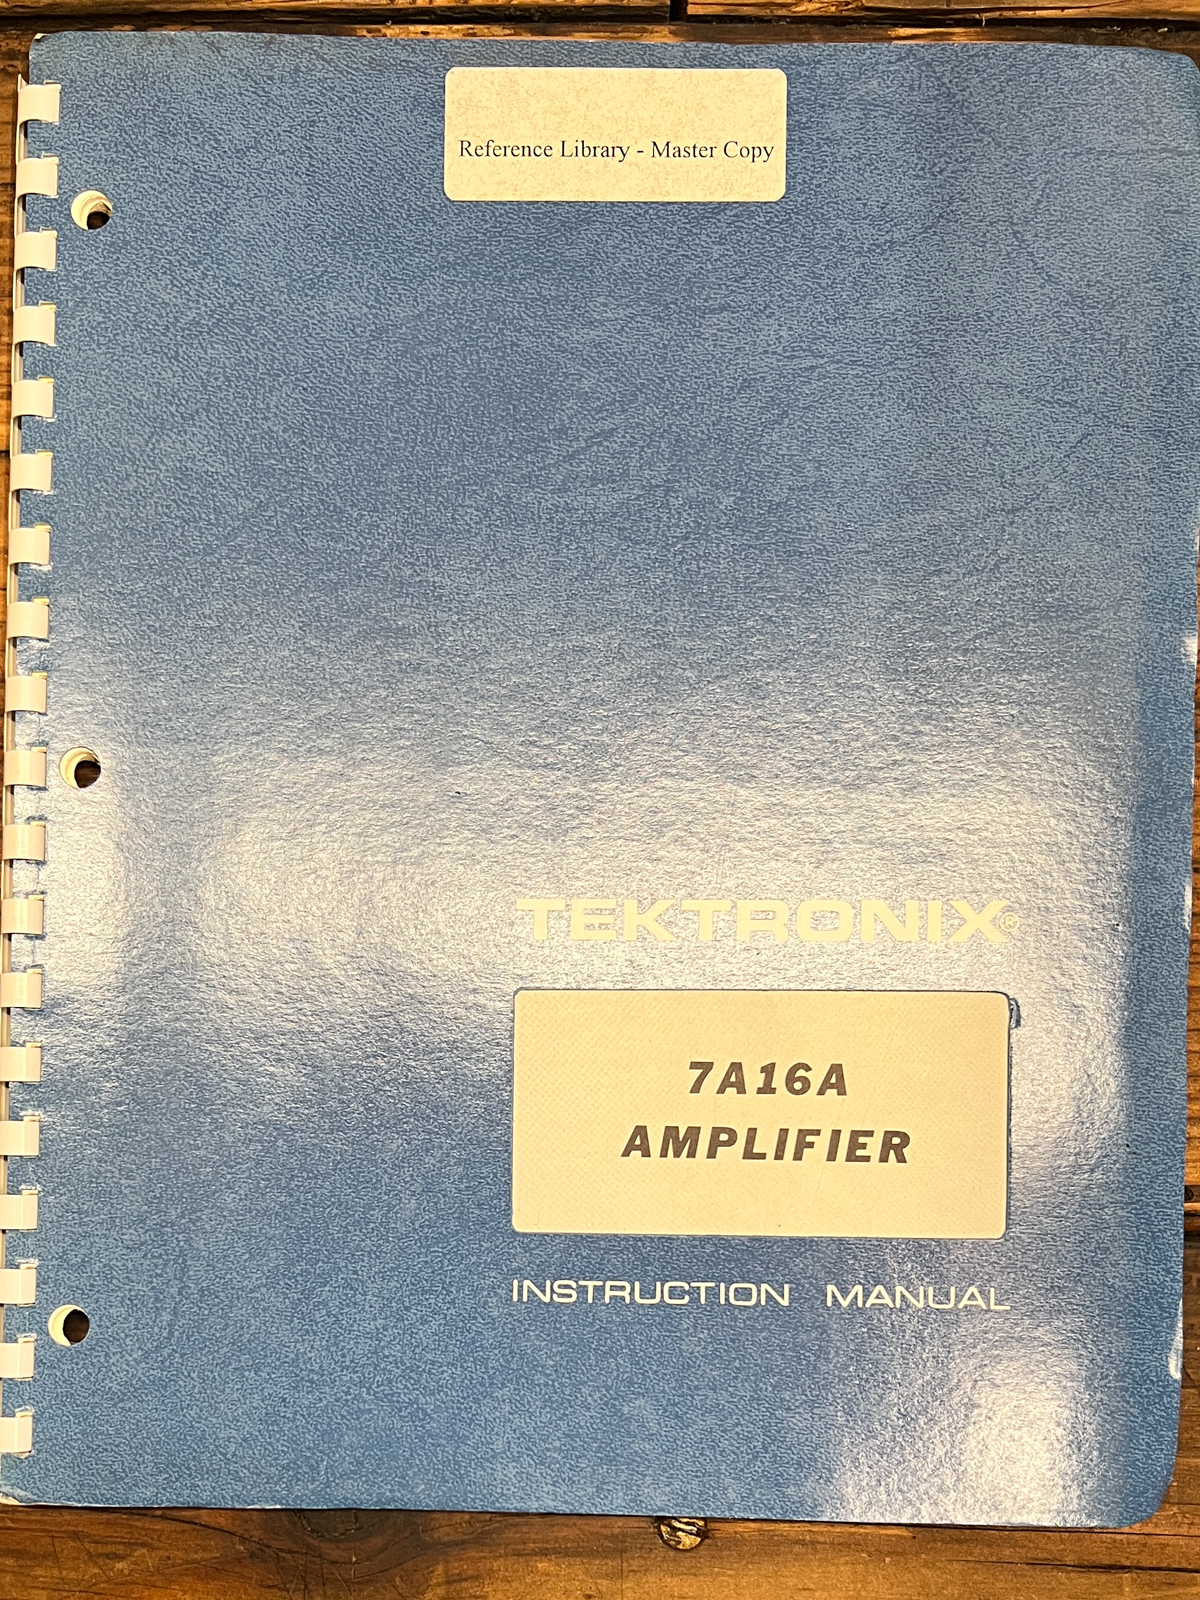 Reference Library - Master Copy
TEKTRONIX®
7A16A
AMPLIFIER
INSTRUCTION MANUAL